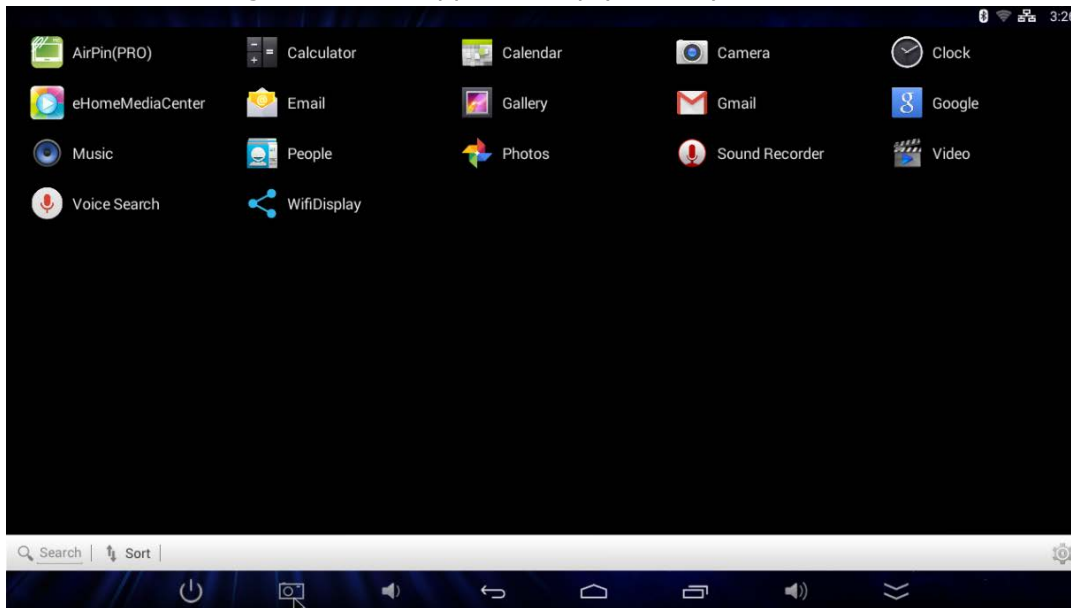 3:26
AirPin(PRO) Calculator Calendar Camera Clock
eHomeMediaCenter Email Gallery Gmail Google
Music People Photos Sound Recorder Video
Voice Search WifiDisplay
Search Sort